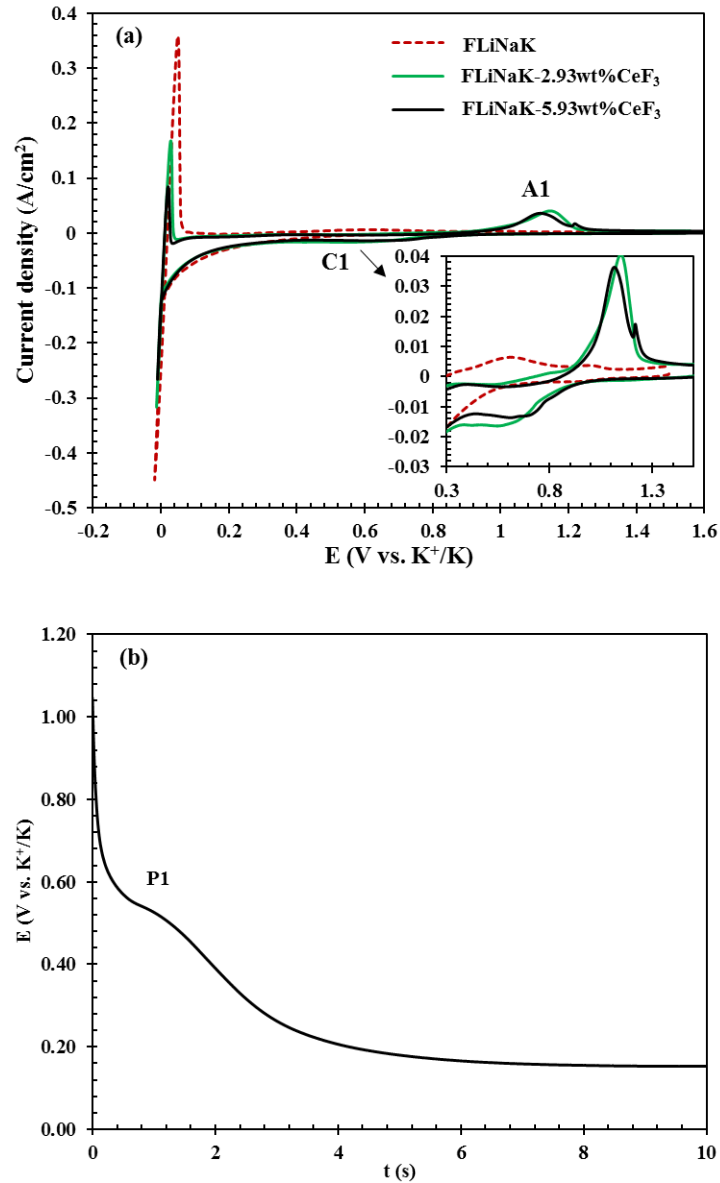 (a)
FLiNaK
FLiNaK-2.93wt%CeF₃
FLiNaK-5.93wt%CeF₃
0.4
0.3
0.2
0.1
0
-0.1
-0.2
-0.3
-0.4
-0.5
Current density (A/cm²)
A1
C1
0.04
0.03
0.02
0.01
0
-0.01
-0.02
-0.03
0.3 0.8 1.3
-0.2 0 0.2 0.4 0.6 0.8 1 1.2 1.4 1.6
E (V vs. K⁺/K)
(b)
1.20
1.00
0.80
0.60
0.40
0.20
0.00
E (V vs. K⁺/K)
P1
0 2 4 6 8 10
t (s)